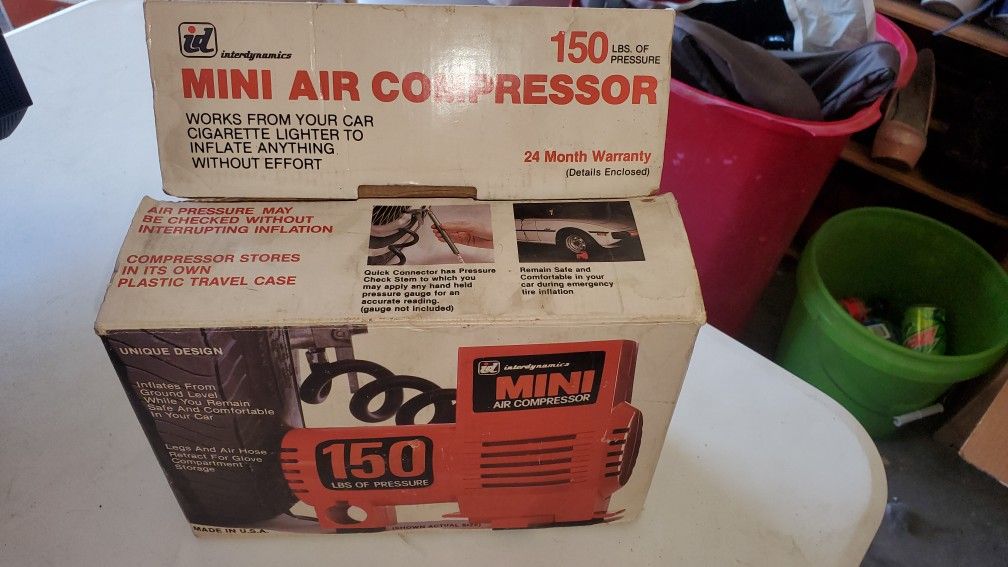 id interdynamics
150 LBS. OF
PRESSURE
MINI AIR COMPRESSOR
WORKS FROM YOUR CAR
CIGARETTE LIGHTER TO
INFLATE ANYTHING
WITHOUT EFFORT
24 Month Warranty
(Details Enclosed)
AIR PRESSURE MAY
BE CHECKED WITHOUT
INTERRUPTING INFLATION
COMPRESSOR STORES
IN ITS OWN
PLASTIC TRAVEL CASE
Quick Connector has Pressure
Check Stem to which you
may apply any hand held
pressure gauge for an
accurate reading.
(gauge not included)
Remain Safe and
Comfortable in your
car during emergency
tire inflation
UNIQUE DESIGN
Inflates From
Ground Level
While You Remain
Safe And Comfortable
In Your Car
Legs And Air Hose
Retract For Glove
Compartment
Storage
id interdynamics
MINI
AIR COMPRESSOR
150
LBS OF PRESSURE
MADE IN U.S.A.
(SHOWN ACTUAL SIZE)